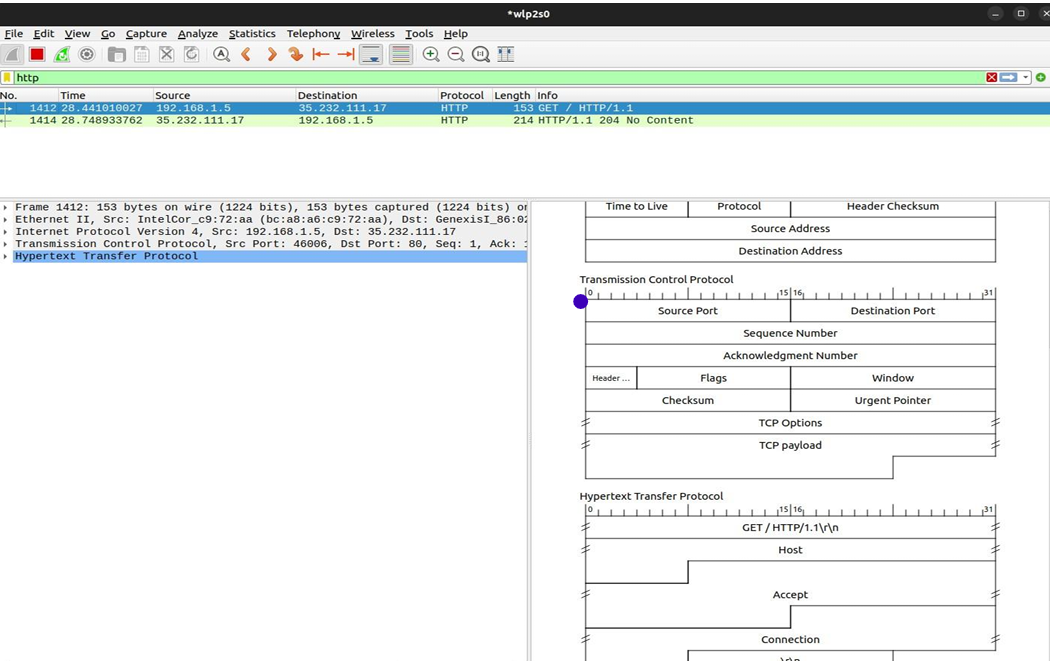 *wlp2s0
File Edit View Go Capture Analyze Statistics Telephony Wireless Tools Help
http
No. Time Source Destination Protocol Length Info
1412 28.441010027 192.168.1.5 35.232.111.17 HTTP 153 GET / HTTP/1.1
1414 28.748933762 35.232.111.17 192.168.1.5 HTTP 214 HTTP/1.1 204 No Content
Frame 1412: 153 bytes on wire (1224 bits), 153 bytes captured (1224 bits) on
Ethernet II, Src: IntelCor_c9:72:aa (bc:a8:a6:c9:72:aa), Dst: GenexisI_86:02
Internet Protocol Version 4, Src: 192.168.1.5, Dst: 35.232.111.17
Transmission Control Protocol, Src Port: 46006, Dst Port: 80, Seq: 1, Ack:
Hypertext Transfer Protocol
Time to Live Protocol Header Checksum
Source Address
Destination Address
Transmission Control Protocol
0 15 16 31
Source Port Destination Port
Sequence Number
Acknowledgment Number
Header ... Flags Window
Checksum Urgent Pointer
TCP Options
TCP payload
Hypertext Transfer Protocol
0 15 16 31
GET / HTTP/1.1\r\n
Host
Accept
Connection
\r\n